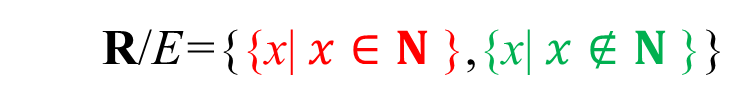 R/E={{x| x ∈ N },{x| x ∉ N }}